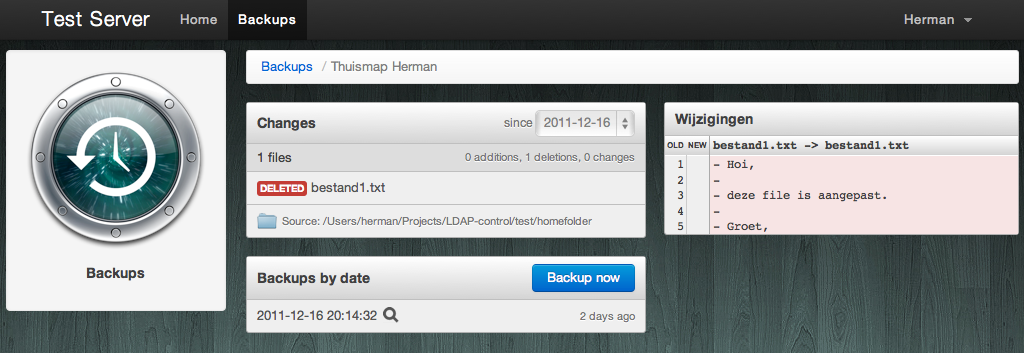 Test Server Home Backups Herman
Backups / Thuismap Herman
Backups
Changes since 2011-12-16
1 files 0 additions, 1 deletions, 0 changes
DELETED bestand1.txt
Source: /Users/herman/Projects/LDAP-control/test/homefolder
Backups by date Backup now
2011-12-16 20:14:32 2 days ago
Wijzigingen
OLD NEW bestand1.txt -> bestand1.txt
1 - Hoi,
2 -
3 - deze file is aangepast.
4 -
5 - Groet,